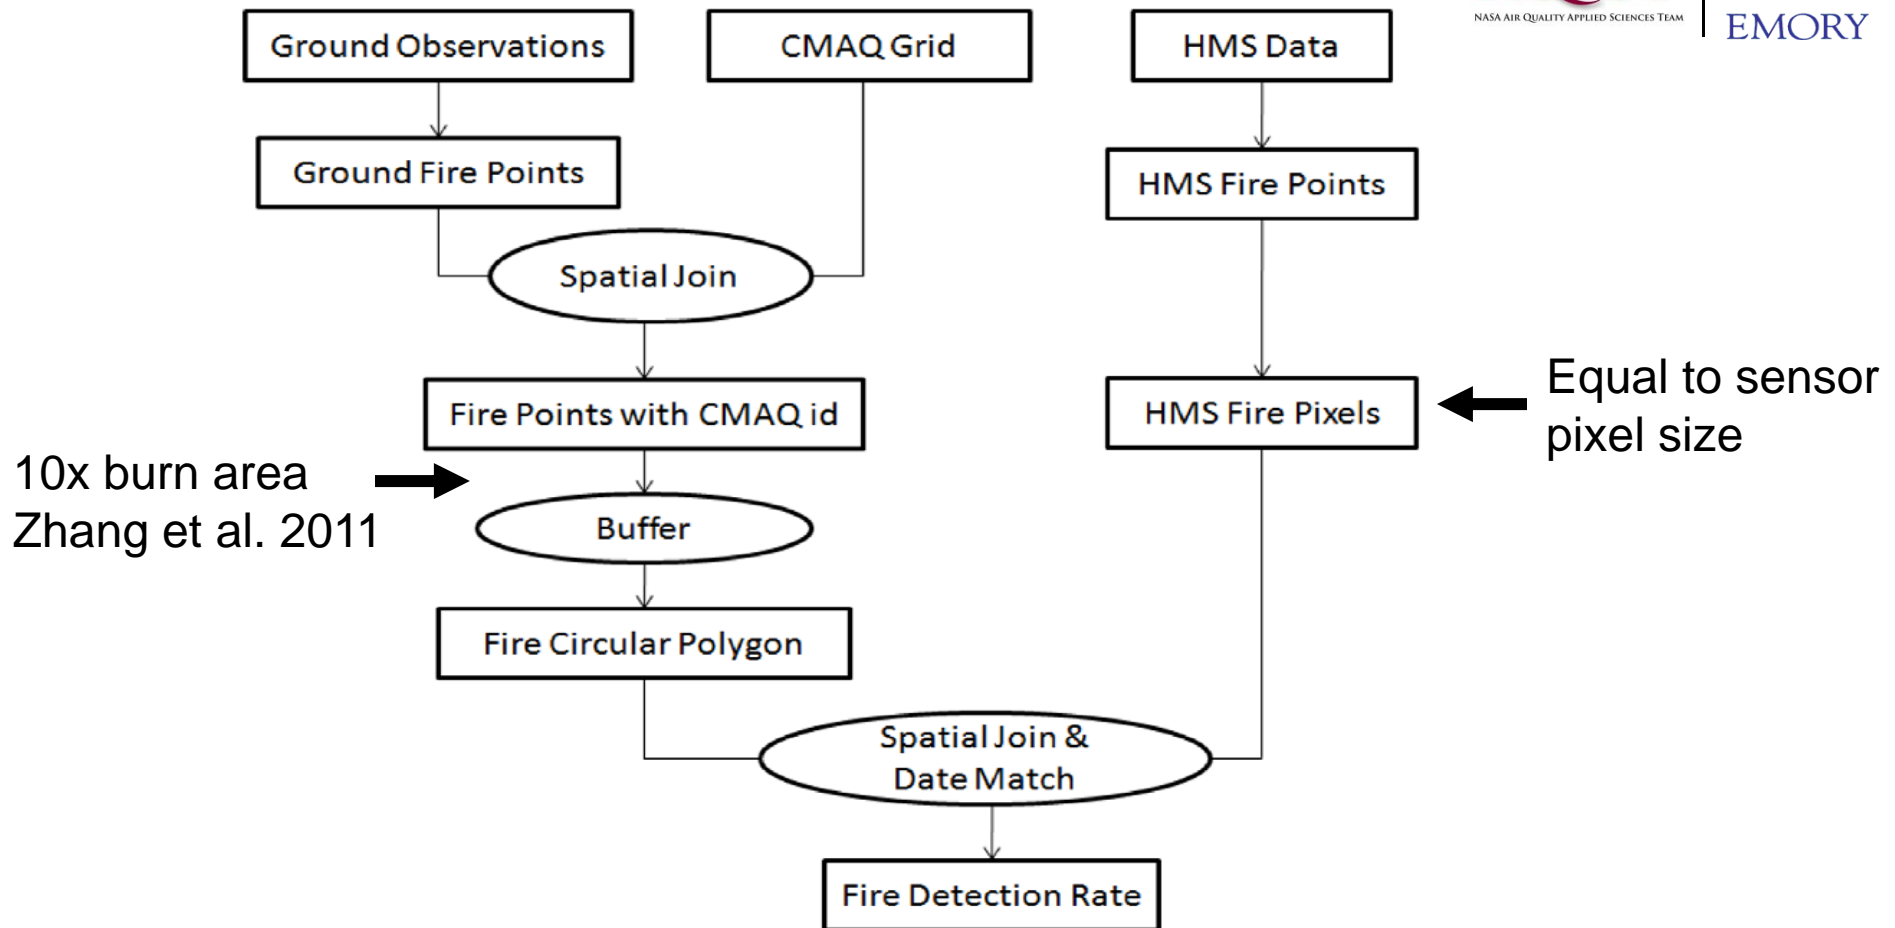 NASA AIR QUALITY APPLIED SCIENCES TEAM
EMORY
Ground Observations
CMAQ Grid
HMS Data
Ground Fire Points
HMS Fire Points
Spatial Join
Fire Points with CMAQ id
HMS Fire Pixels
Equal to sensor
pixel size
10x burn area
Zhang et al. 2011
Buffer
Fire Circular Polygon
Spatial Join &
Date Match
Fire Detection Rate